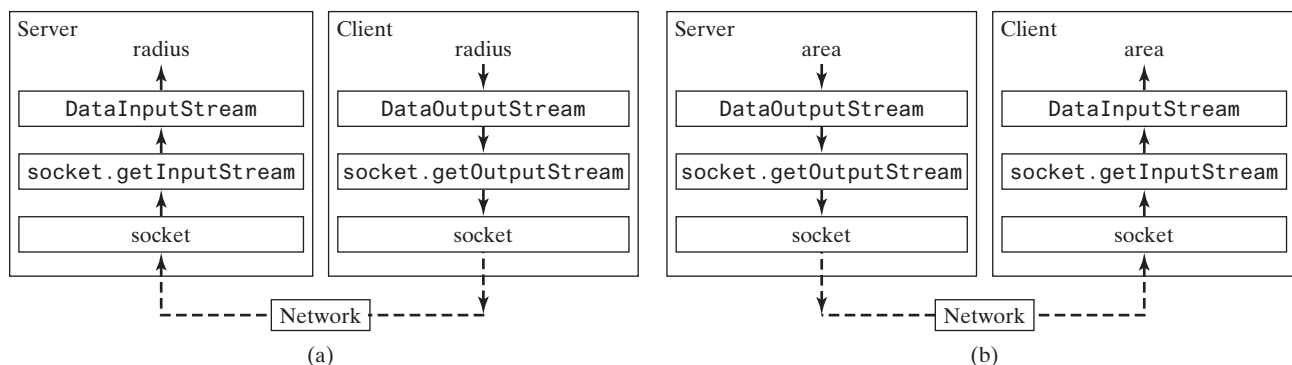 Server
radius
DataInputStream
socket.getInputStream
socket
Client
radius
DataOutputStream
socket.getOutputStream
socket
Network
(a)
Server
area
DataOutputStream
socket.getOutputStream
socket
Client
area
DataInputStream
socket.getInputStream
socket
Network
(b)